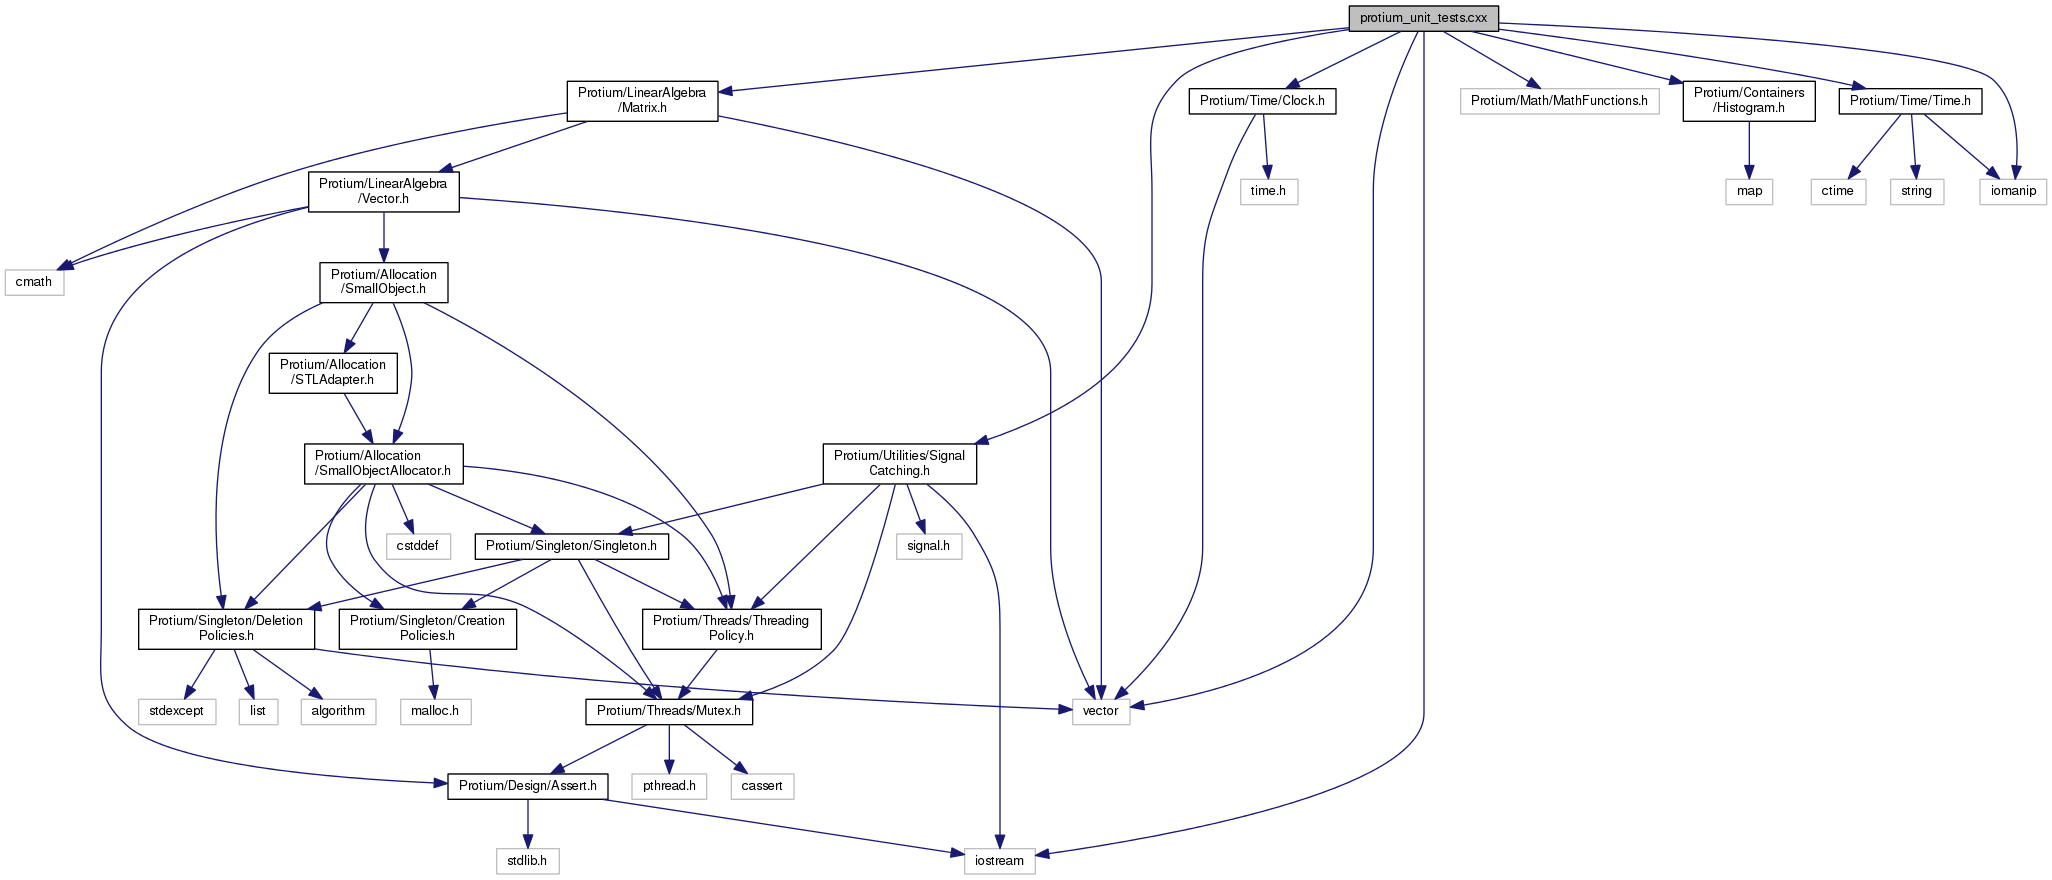 protium_unit_tests.cxx
Protium/LinearAlgebra
/Matrix.h
Protium/Time/Clock.h
Protium/Math/MathFunctions.h
Protium/Containers
/Histogram.h
Protium/Time/Time.h
Protium/LinearAlgebra
/Vector.h
time.h
map
ctime
string
iomanip
cmath
Protium/Allocation
/SmallObject.h
Protium/Allocation
/STLAdapter.h
Protium/Allocation
/SmallObjectAllocator.h
Protium/Utilities/Signal
Catching.h
cstddef
Protium/Singleton/Singleton.h
signal.h
Protium/Singleton/Deletion
Policies.h
Protium/Singleton/Creation
Policies.h
Protium/Threads/Threading
Policy.h
stdexcept
list
algorithm
malloc.h
Protium/Threads/Mutex.h
vector
Protium/Design/Assert.h
pthread.h
cassert
stdlib.h
iostream